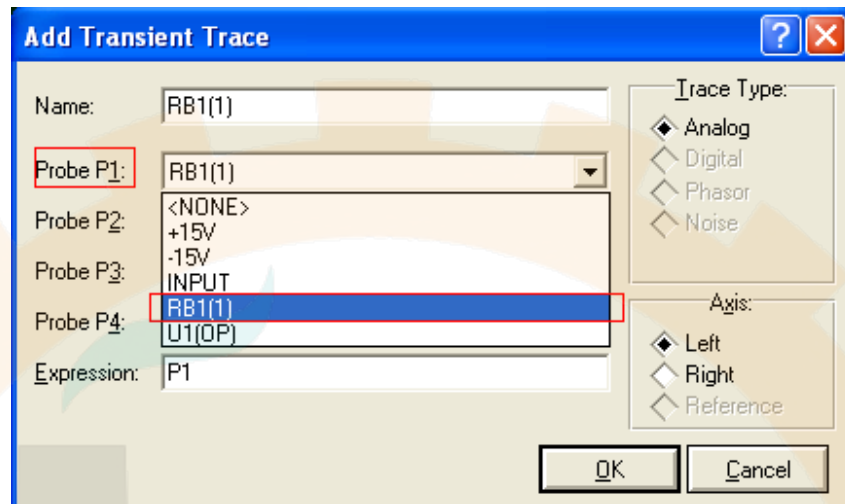 Add Transient Trace
Name: RB1(1)
Probe P1: RB1(1)
<NONE>
+15V
-15V
INPUT
RB1(1)
U1(OP)
Probe P2:
Probe P3:
Probe P4:
Expression: P1
Trace Type:
Analog
Digital
Phasor
Noise
Axis:
Left
Right
Reference
OK
Cancel